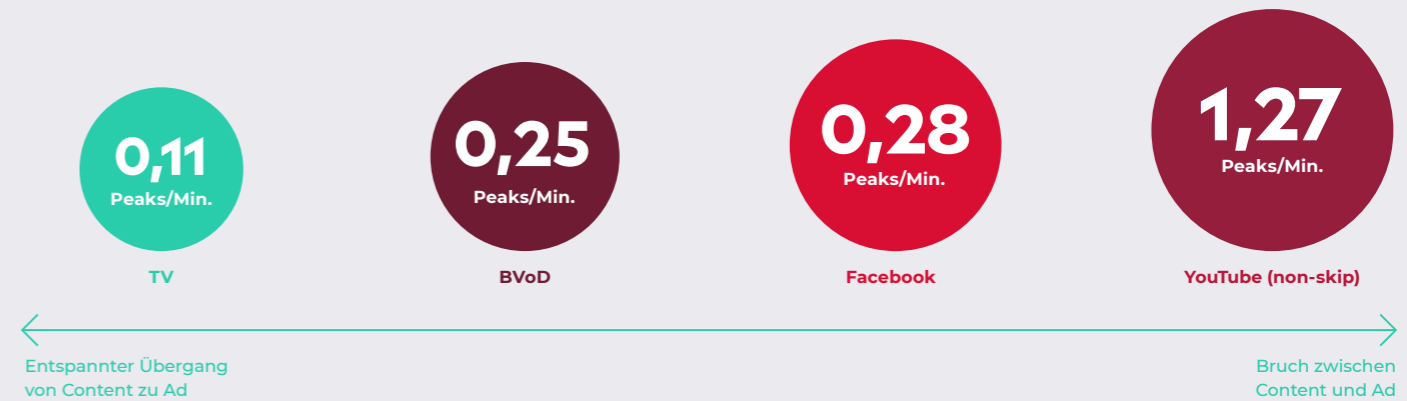 0,11
Peaks/Min.
TV
0,25
Peaks/Min.
BVoD
0,28
Peaks/Min.
Facebook
1,27
Peaks/Min.
YouTube (non-skip)
Entspannter Übergang
von Content zu Ad
Bruch zwischen
Content und Ad